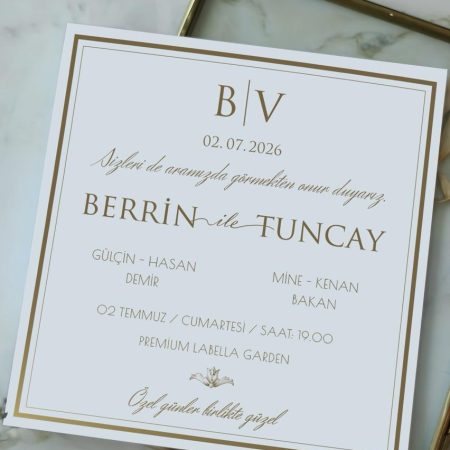 B|V
02.07.2026
Sizleri de aramızda görmekten onur duyarız.
BERRİN ile TUNCAY
GÜLÇİN - HASAN
DEMİR
MİNE - KENAN
BAKAN
02 TEMMUZ / CUMARTESİ / SAAT: 19.00
PREMIUM LABELLA GARDEN
Özel günler birlikte güzel